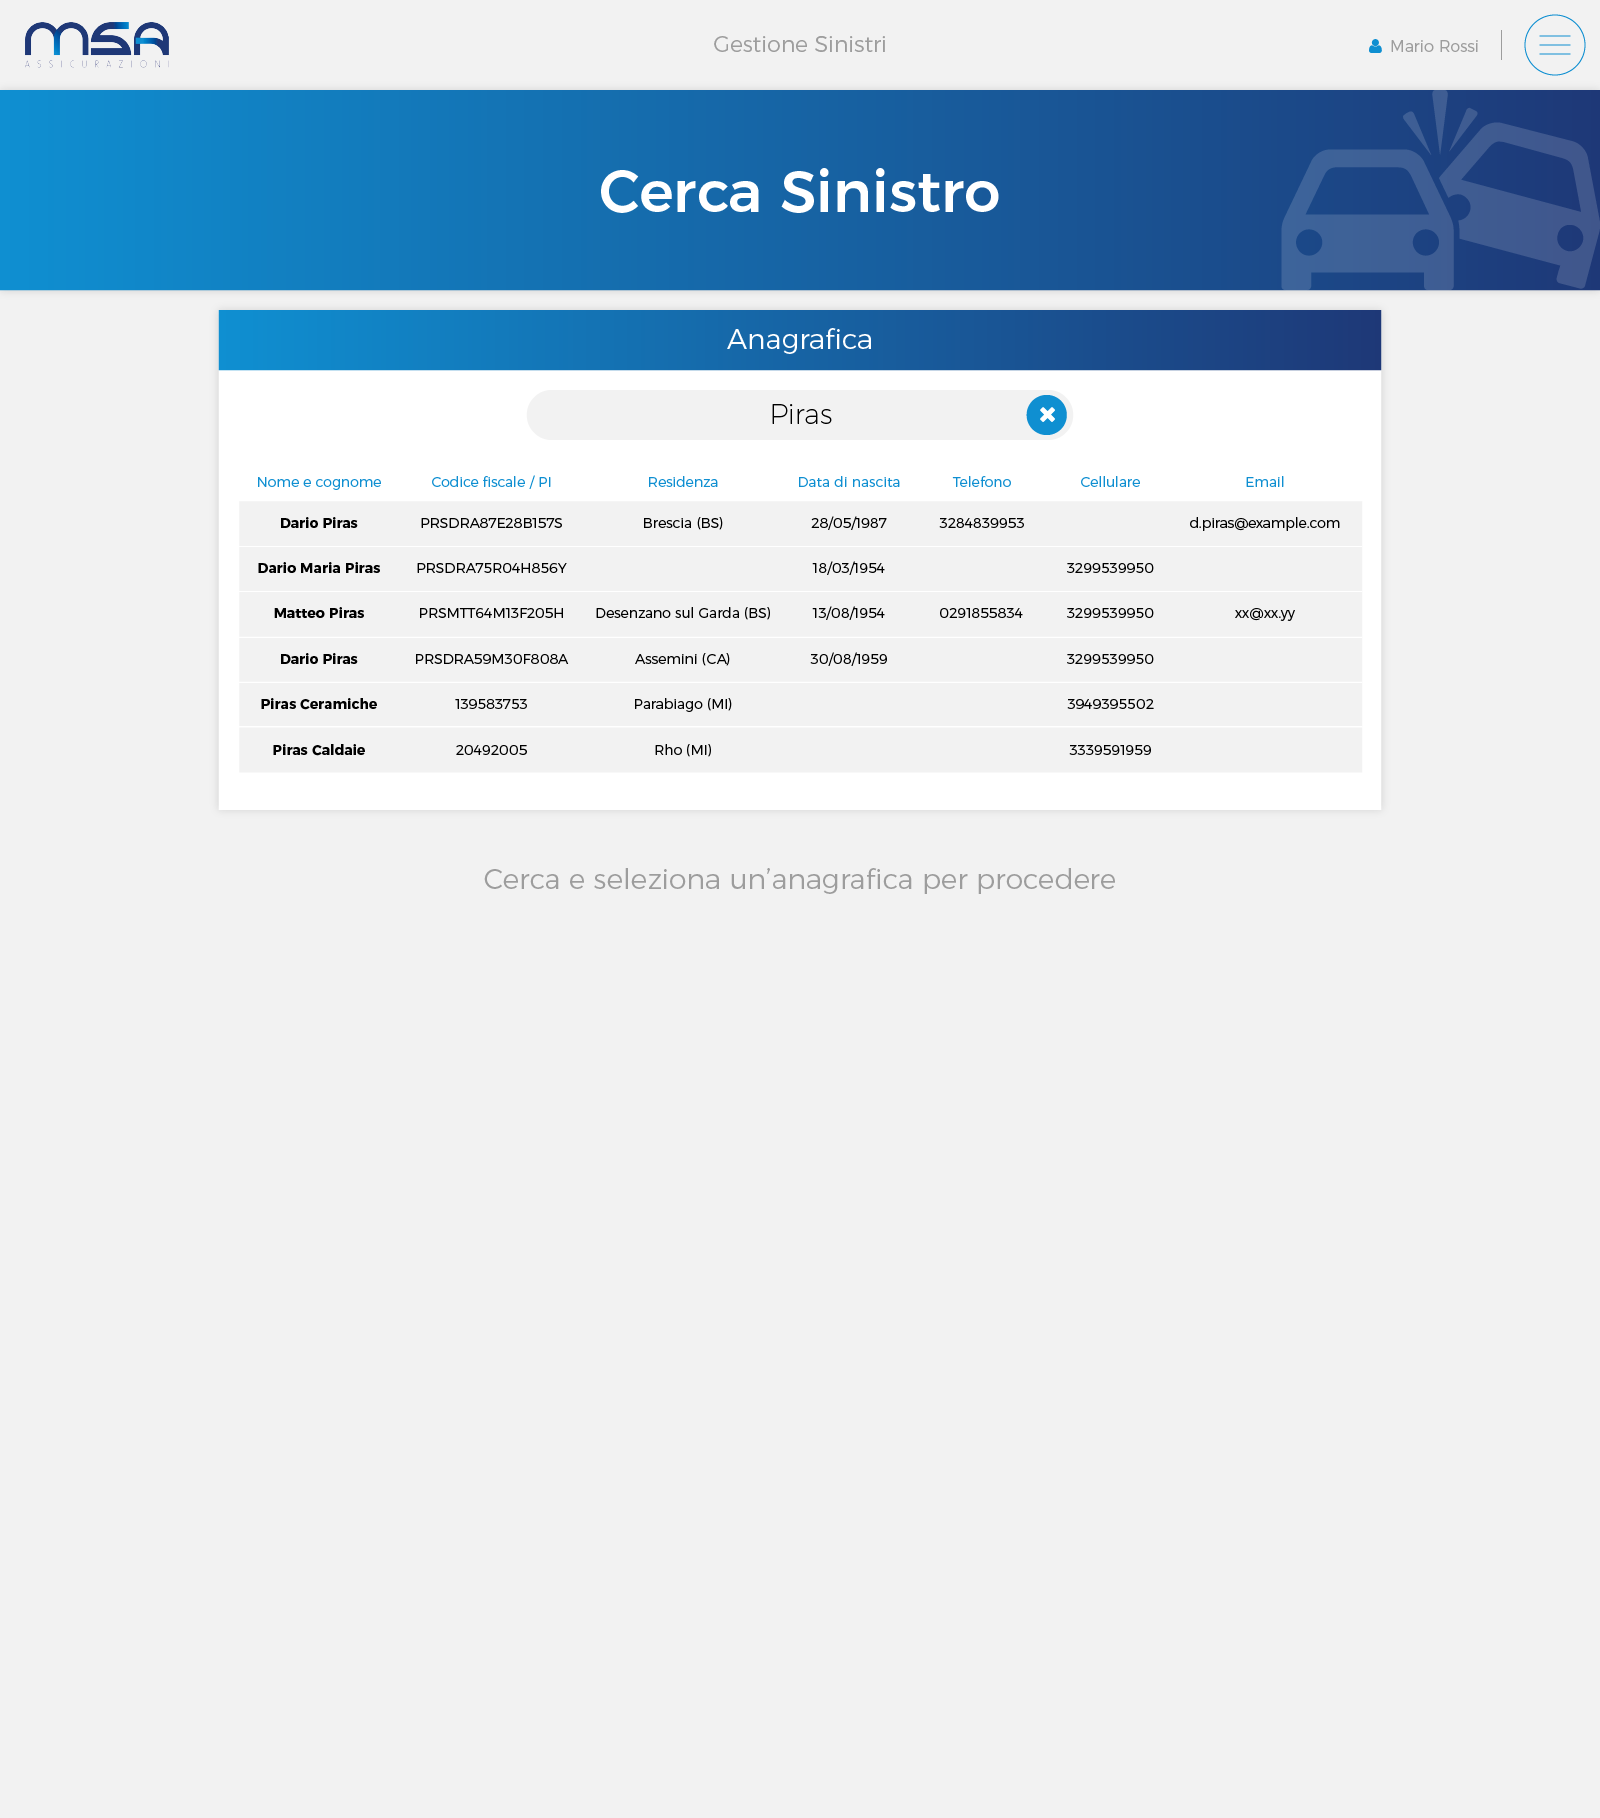 MSA
ASSICURAZIONI
Gestione Sinistri
Mario Rossi
Cerca Sinistro
Anagrafica
Piras
Nome e cognome Codice fiscale / PI Residenza Data di nascita Telefono Cellulare Email
Dario Piras PRSDRA87E28B157S Brescia (BS) 28/05/1987 3284839953 d.piras@example.com
Dario Maria Piras PRSDRA75R04H856Y 18/03/1954 3299539950
Matteo Piras PRSMTT64M13F205H Desenzano sul Garda (BS) 13/08/1954 0291855834 3299539950 xx@xx.yy
Dario Piras PRSDRA59M30F808A Assemini (CA) 30/08/1959 3299539950
Piras Ceramiche 139583753 Parabiago (MI) 3949395502
Piras Caldaie 20492005 Rho (MI) 3339591959
Cerca e seleziona un’anagrafica per procedere